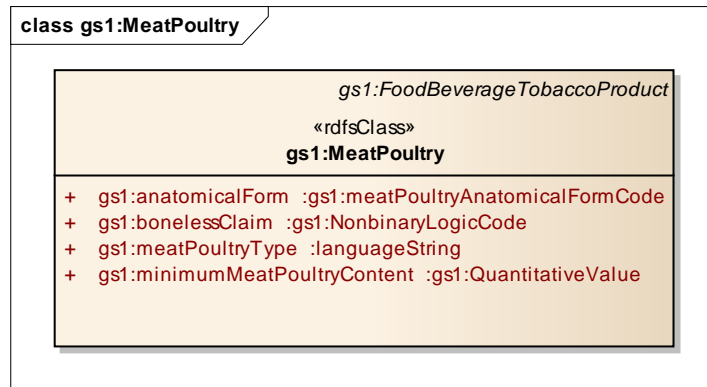 class gs1:MeatPoultry
gs1:FoodBeverageTobaccoProduct
«rdfsClass»
gs1:MeatPoultry
+ gs1:anatomicalForm :gs1:meatPoultryAnatomicalFormCode
+ gs1:bonelessClaim :gs1:NonbinaryLogicCode
+ gs1:meatPoultryType :languageString
+ gs1:minimumMeatPoultryContent :gs1:QuantitativeValue